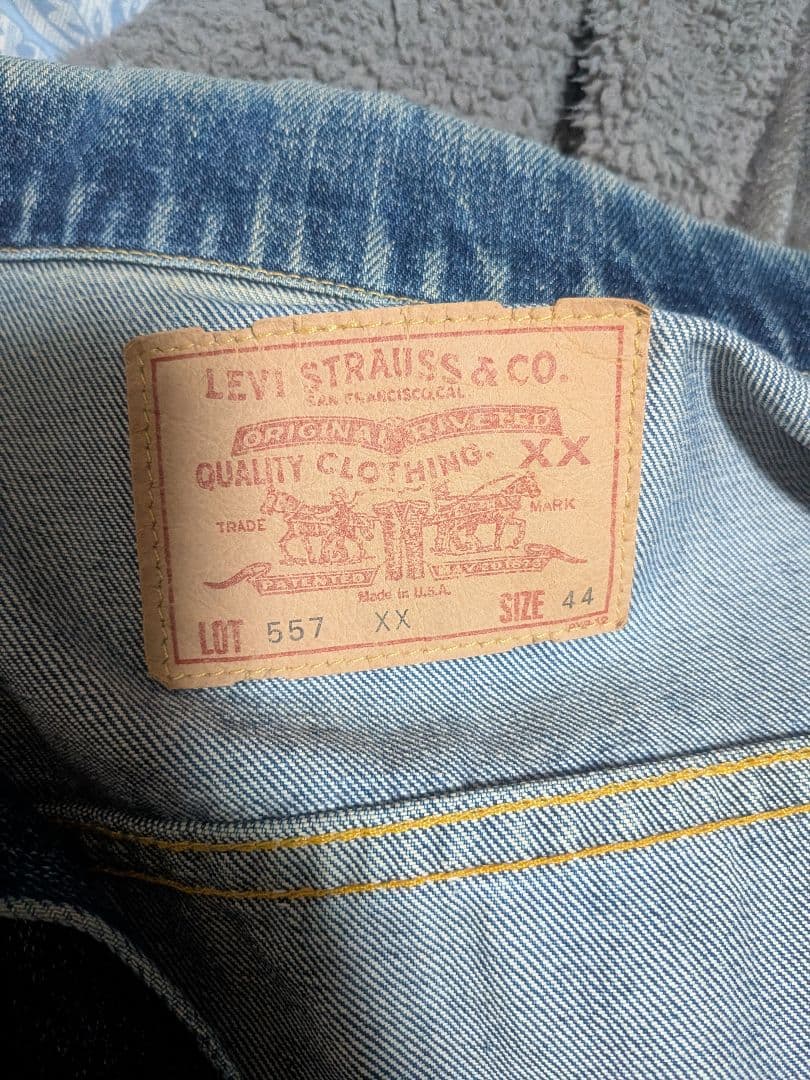 LEVI STRAUSS & CO.
SAN FRANCISCO, CAL.
ORIGINAL RIVETED
QUALITY CLOTHING. XX
TRADE MARK
PATENTED MAY 20 1873
Made in U.S.A.
LOT 557 XX SIZE 44